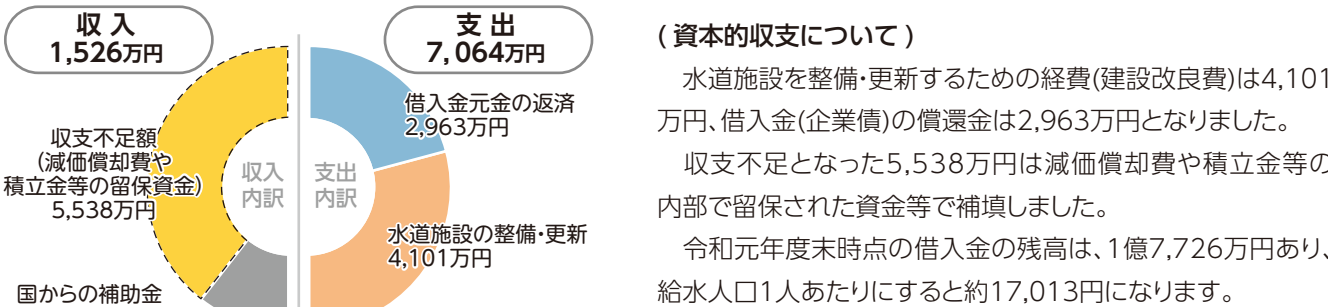 収 入
1,526万円
支 出
7,064万円
借入金元金の返済
2,963万円
収支不足額
(減価償却費や
積立金等の留保資金)
5,538万円
収入
内訳
支出
内訳
水道施設の整備・更新
4,101万円
国からの補助金
(資本的収支について)
水道施設を整備・更新するための経費(建設改良費)は4,101
万円、借入金(企業債)の償還金は2,963万円となりました。
収支不足となった5,538万円は減価償却費や積立金等の
内部で留保された資金等で補填しました。
令和元年度末時点の借入金の残高は、1億7,726万円あり、
給水人口1人あたりにすると約17,013円になります。